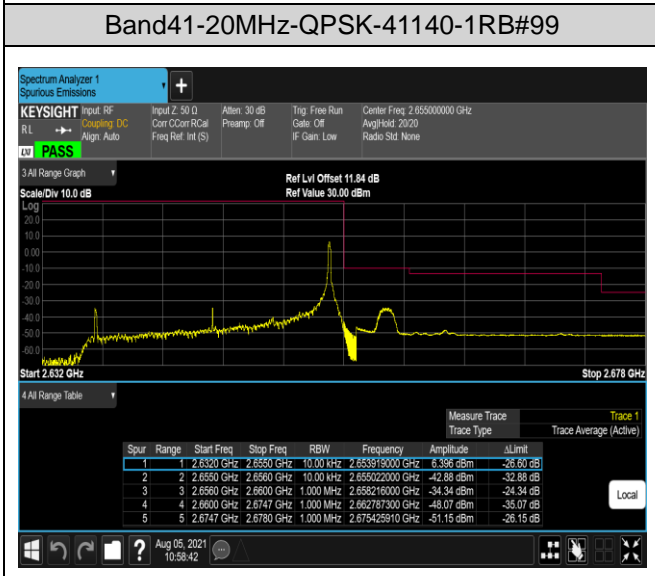 Band41-20MHz-QPSK-41140-1RB#99
Spectrum Analyzer 1
Spurious Emissions
+
KEYSIGHT Input: RF Input Z: 50 Ω Atten: 30 dB Trig: Free Run Center Freq: 2.655000000 GHz
RL Coupling: DC Corr CCorr RCal Preamp: Off Gate: Off Avg|Hold: 20/20
Align: Auto Freq Ref: Int (S) IF Gain: Low Radio Std: None
LXI PASS
3 All Range Graph Ref Lvl Offset 11.84 dB
Scale/Div 10.0 dB Ref Value 30.00 dBm
Log
20.0
10.0
0.00
-10.0
-20.0
-30.0
-40.0
-50.0
-60.0
Start 2.632 GHz Stop 2.678 GHz
4 All Range Table
Measure Trace Trace 1
Trace Type Trace Average (Active)
Spur Range Start Freq Stop Freq RBW Frequency Amplitude ΔLimit
1 1 2.6320 GHz 2.6550 GHz 10.00 kHz 2.653919000 GHz 6.396 dBm -26.60 dB
2 2 2.6550 GHz 2.6560 GHz 10.00 kHz 2.655022000 GHz -42.88 dBm -32.88 dB
3 3 2.6560 GHz 2.6600 GHz 1.000 MHz 2.658216000 GHz -34.34 dBm -24.34 dB
4 4 2.6600 GHz 2.6747 GHz 1.000 MHz 2.662787300 GHz -48.07 dBm -35.07 dB
5 5 2.6747 GHz 2.6780 GHz 1.000 MHz 2.675425910 GHz -51.15 dBm -26.15 dB
Local
? Aug 05, 2021
10:58:42